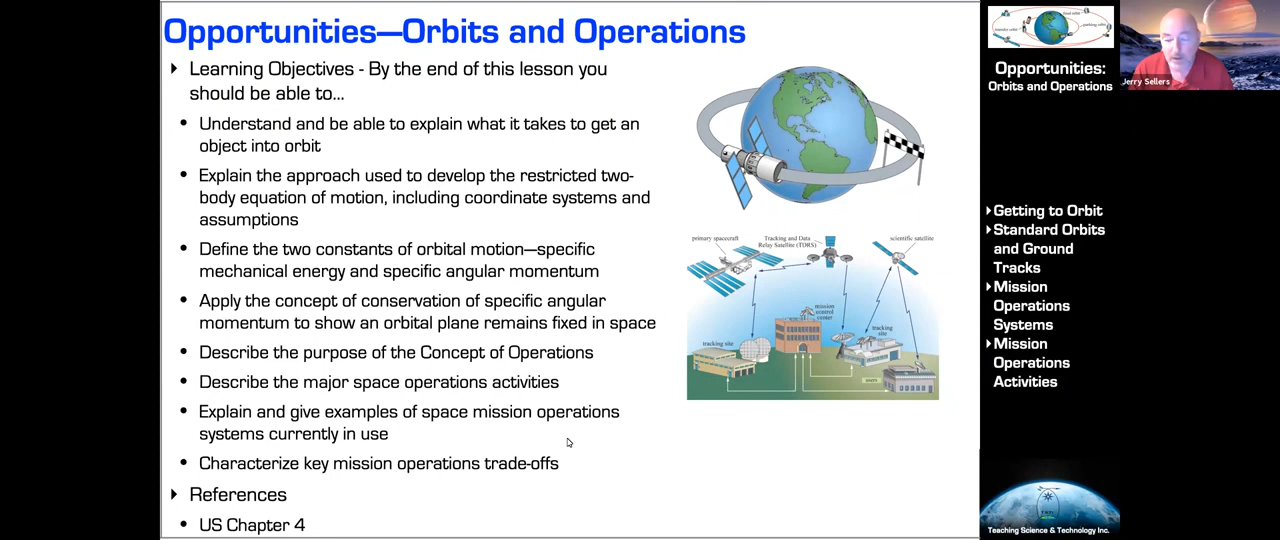 Opportunities—Orbits and Operations
Learning Objectives - By the end of this lesson you
should be able to...
Understand and be able to explain what it takes to get an
object into orbit
Explain the approach used to develop the restricted two-
body equation of motion, including coordinate systems and
assumptions
Define the two constants of orbital motion—specific
mechanical energy and specific angular momentum
Apply the concept of conservation of specific angular
momentum to show an orbital plane remains fixed in space
Describe the purpose of the Concept of Operations
Describe the major space operations activities
Explain and give examples of space mission operations
systems currently in use
Characterize key mission operations trade-offs
References
US Chapter 4
primary spacecraft
Tracking and Data
Relay Satellite (TDRS)
scientific satellite
mission
control
center
tracking
site
tracking site
users
final orbit
parking orbit
transfer orbit
Opportunities:
Orbits and Operations
Jerry Sellers
Getting to Orbit
Standard Orbits
and Ground
Tracks
Mission
Operations
Systems
Mission
Operations
Activities
Teaching Science & Technology Inc.